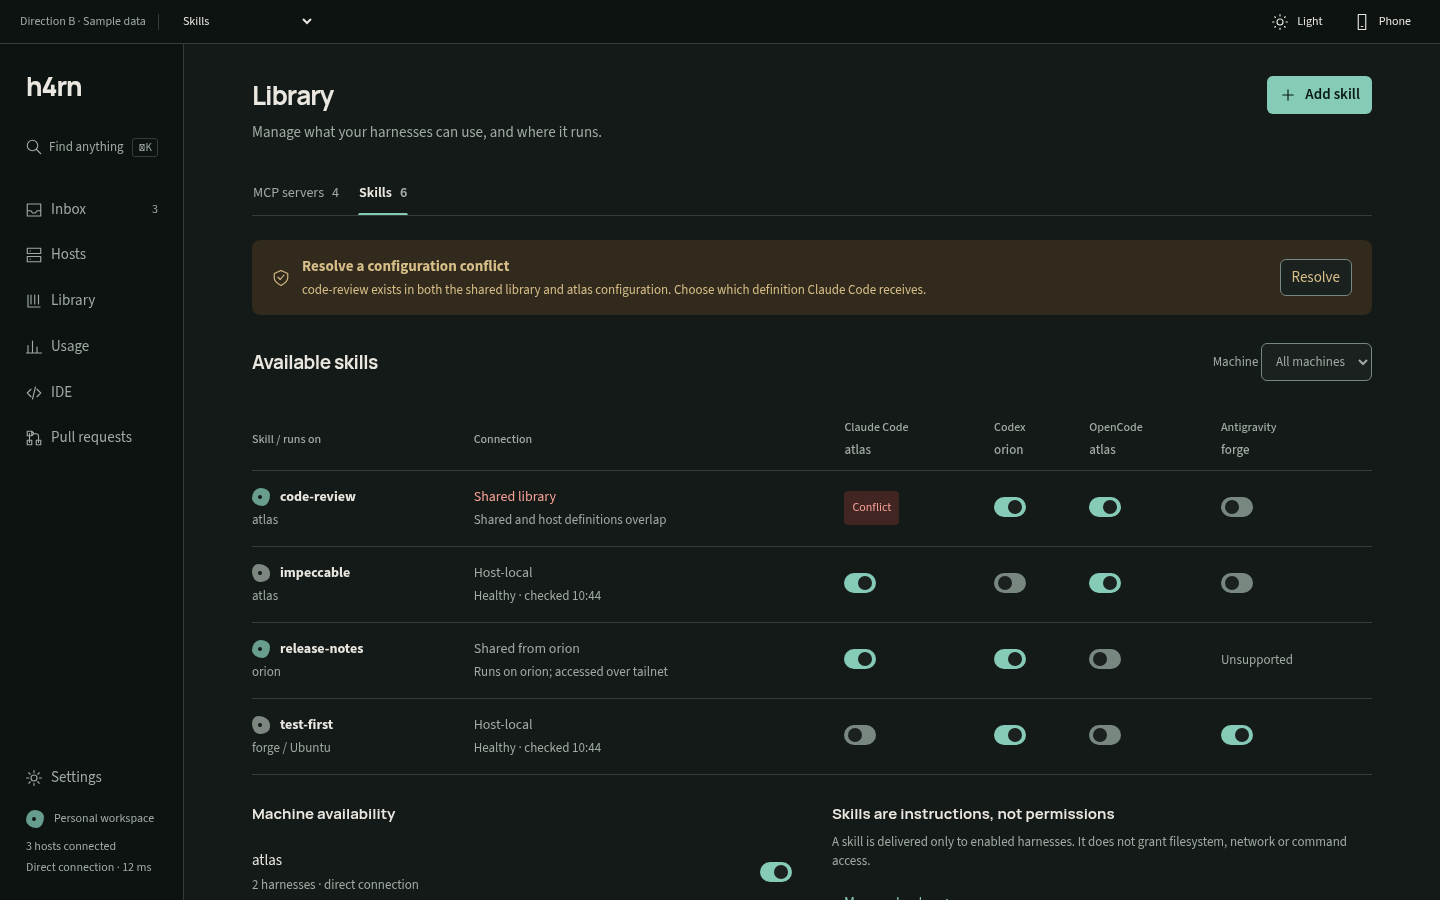 Direction B · Sample data
Skills
Light
Phone
h4rn
Find anything
K
Inbox 3
Hosts
Library
Usage
IDE
Pull requests
Settings
Personal workspace
3 hosts connected
Direct connection · 12 ms
Library
Add skill
Manage what your harnesses can use, and where it runs.
MCP servers 4 Skills 6
Resolve a configuration conflict
code-review exists in both the shared library and atlas configuration. Choose which definition Claude Code receives.
Resolve
Available skills
Machine All machines
Skill / runs on Connection Claude Code Codex OpenCode Antigravity
atlas orion atlas forge
code-review Shared library Conflict
atlas Shared and host definitions overlap
impeccable Host-local
atlas Healthy · checked 10:44
release-notes Shared from orion Unsupported
orion Runs on orion; accessed over tailnet
test-first Host-local
forge / Ubuntu Healthy · checked 10:44
Machine availability
atlas
2 harnesses · direct connection
Skills are instructions, not permissions
A skill is delivered only to enabled harnesses. It does not grant filesystem, network or command
access.